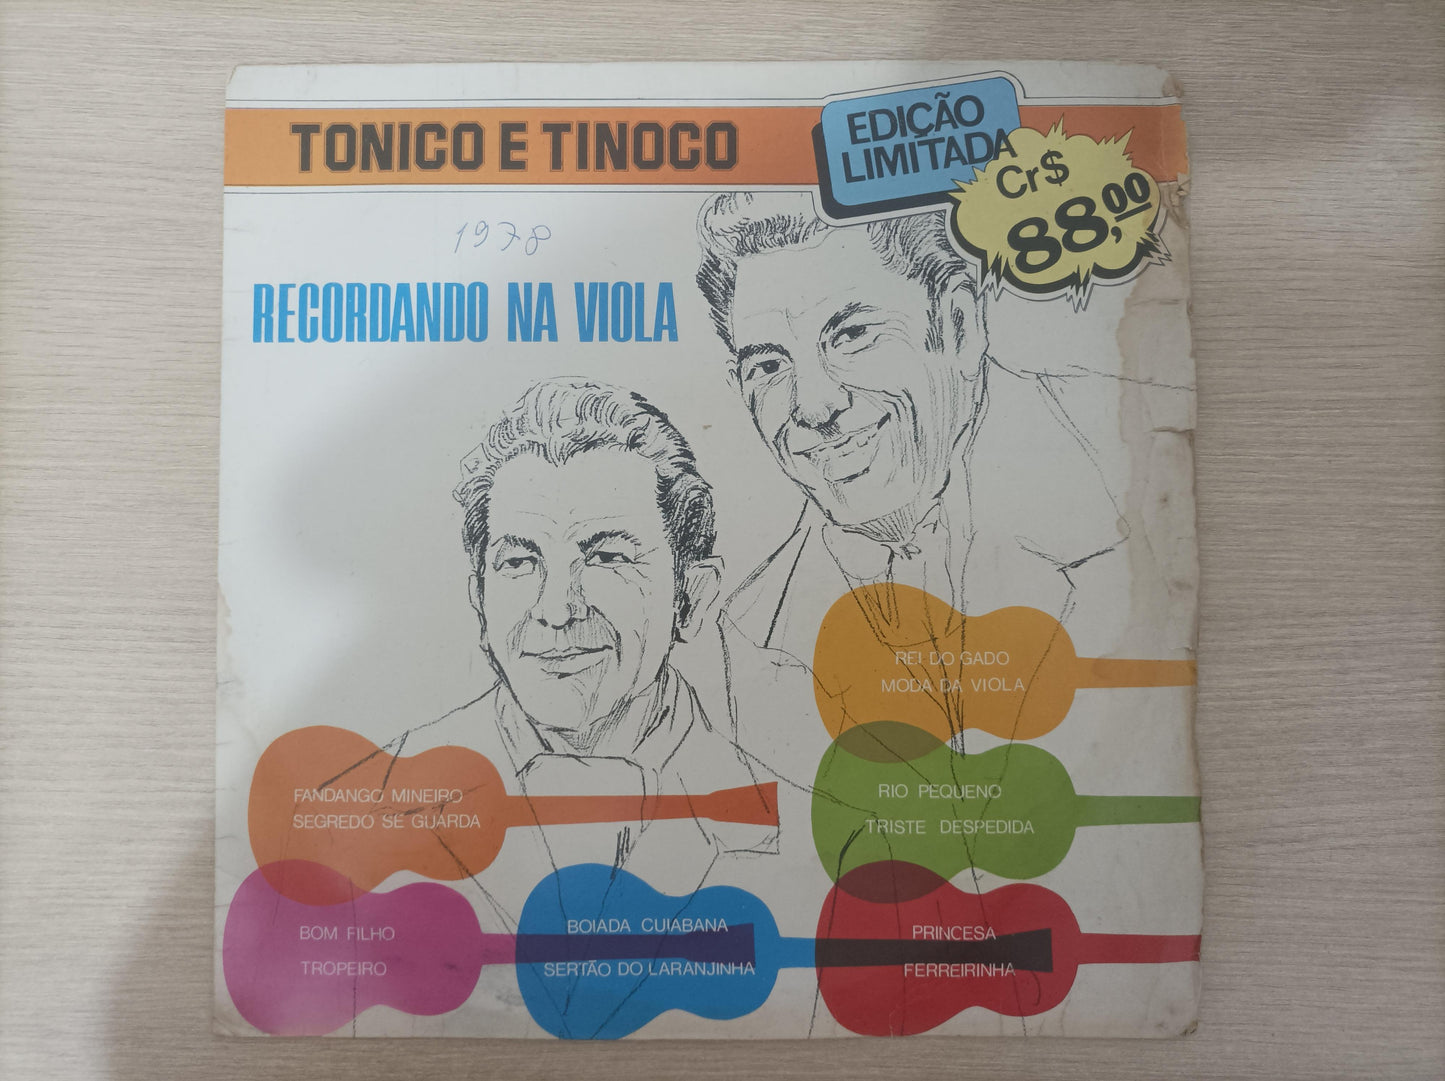 TONICO E TINOCO
EDIÇÃO
LIMITADA
Cr$
88,00
1978
RECORDANDO NA VIOLA
REI DO GADO
MODA DA VIOLA
FANDANGO MINEIRO
SEGREDO SE GUARDA
RIO PEQUENO
TRISTE DESPEDIDA
BOM FILHO
TROPEIRO
BOIADA CUIABANA
SERTÃO DO LARANJINHA
PRINCESA
FERREIRINHA